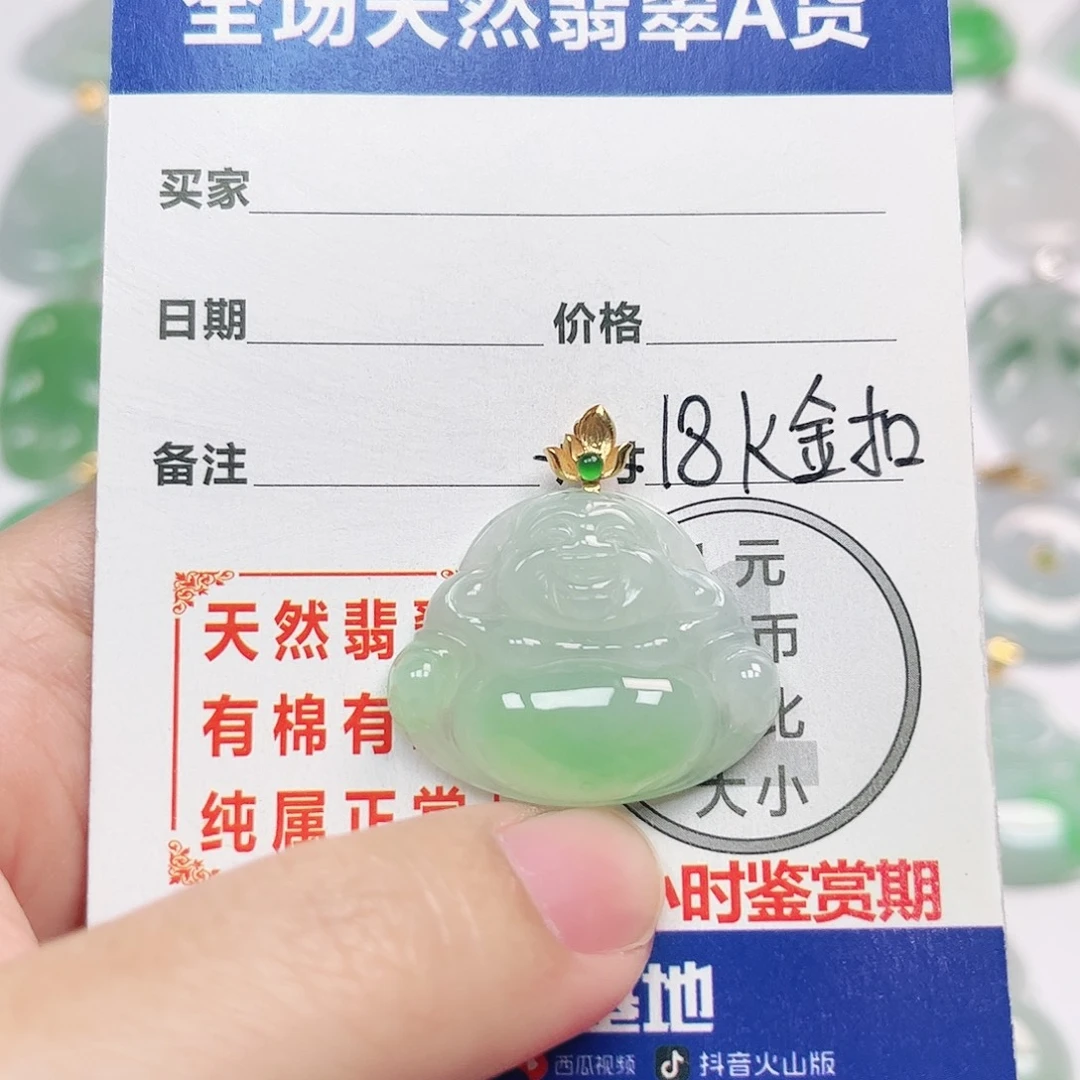 全场天然翡翠A货
买家
日期 价格
备注
18K金扣
元
币
比
大小
天然翡
有棉有
纯属正常
小时鉴赏期
基地
西瓜视频 抖音火山版